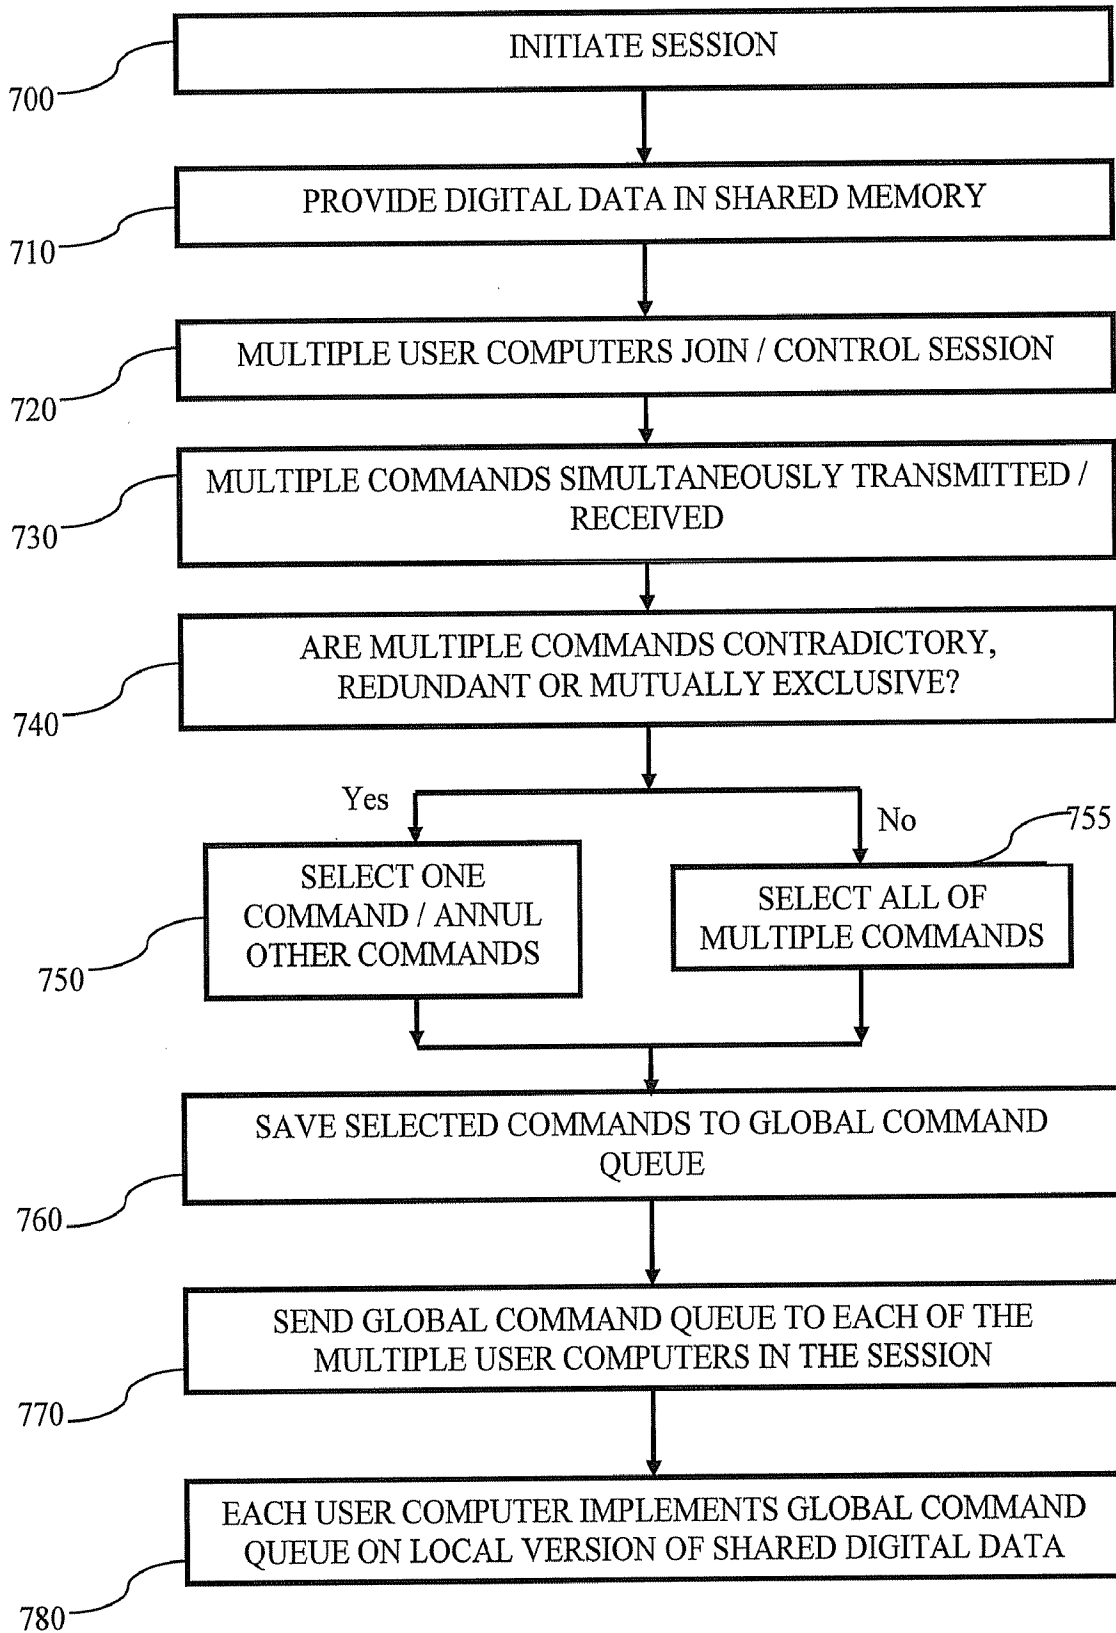 INITIATE SESSION
700
PROVIDE DIGITAL DATA IN SHARED MEMORY
710
MULTIPLE USER COMPUTERS JOIN / CONTROL SESSION
720
MULTIPLE COMMANDS SIMULTANEOUSLY TRANSMITTED /
RECEIVED
730
ARE MULTIPLE COMMANDS CONTRADICTORY,
REDUNDANT OR MUTUALLY EXCLUSIVE?
740
Yes
No
755
SELECT ONE
COMMAND / ANNUL
OTHER COMMANDS
750
SELECT ALL OF
MULTIPLE COMMANDS
SAVE SELECTED COMMANDS TO GLOBAL COMMAND
QUEUE
760
SEND GLOBAL COMMAND QUEUE TO EACH OF THE
MULTIPLE USER COMPUTERS IN THE SESSION
770
EACH USER COMPUTER IMPLEMENTS GLOBAL COMMAND
QUEUE ON LOCAL VERSION OF SHARED DIGITAL DATA
780